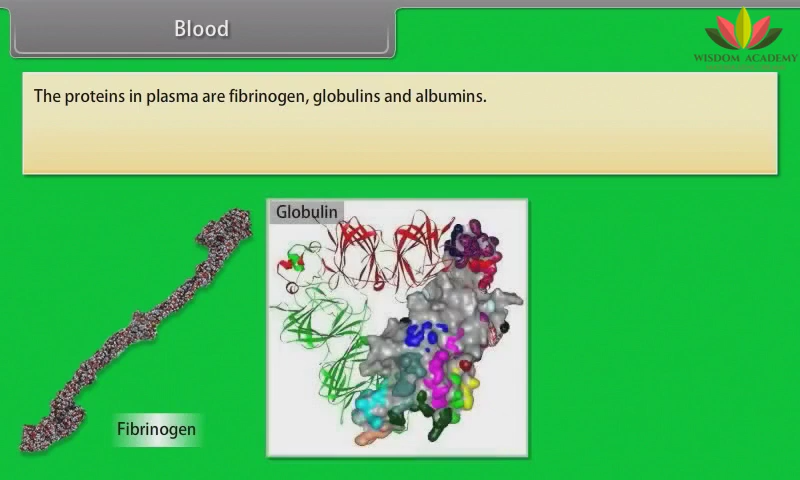 Blood
WISDOM ACADEMY
The proteins in plasma are fibrinogen, globulins and albumins.
Globulin
Fibrinogen